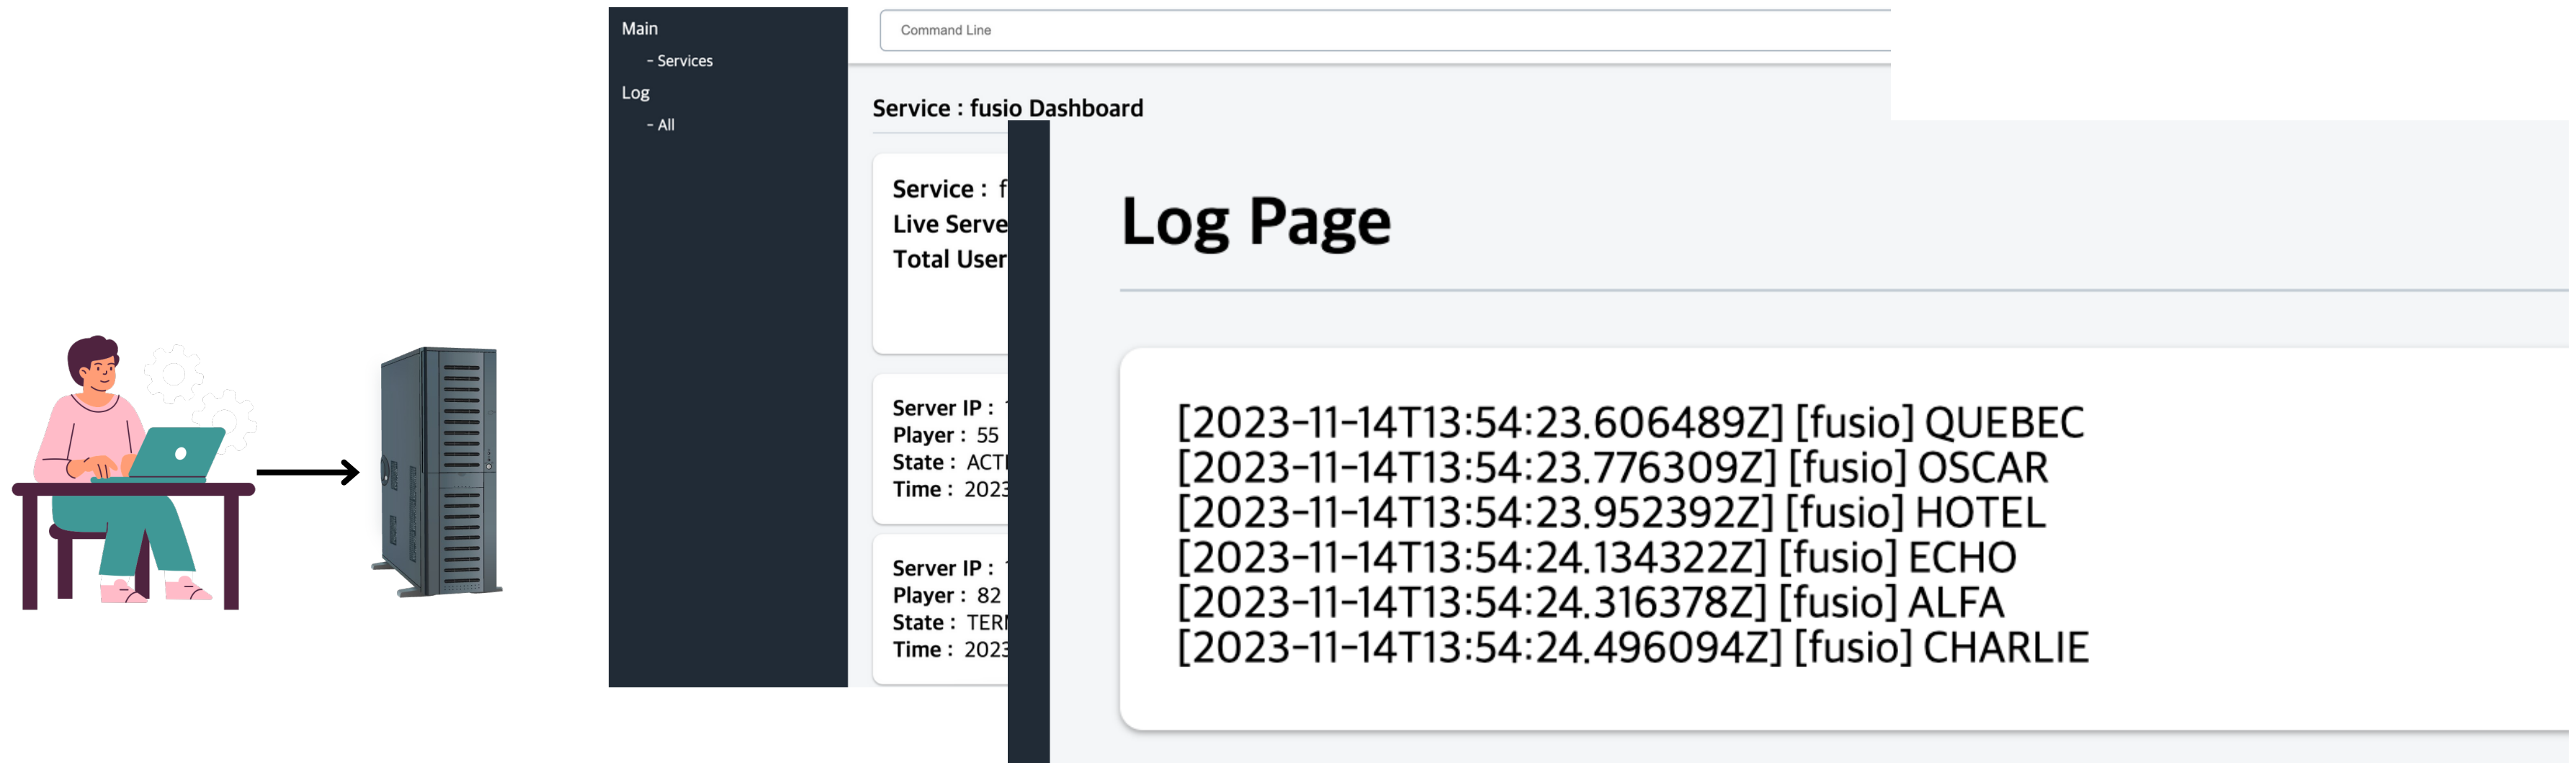 Main
- Services
Log
- All
Command Line
Service : fusio Dashboard
Service :
Live
Total User
Server IP :
Player : 55
State :
Time : 2023
Server IP :
Player : 82
State :
Time : 2023
Log Page
[2023-11-14T13:54:23.606489Z] [fusio] QUEBEC
[2023-11-14T13:54:23.776309Z] [fusio] OSCAR
[2023-11-14T13:54:23.952392Z] [fusio] HOTEL
[2023-11-14T13:54:24.134322Z] [fusio] ECHO
[2023-11-14T13:54:24.316378Z] [fusio] ALFA
[2023-11-14T13:54:24.496094Z] [fusio] CHARLIE